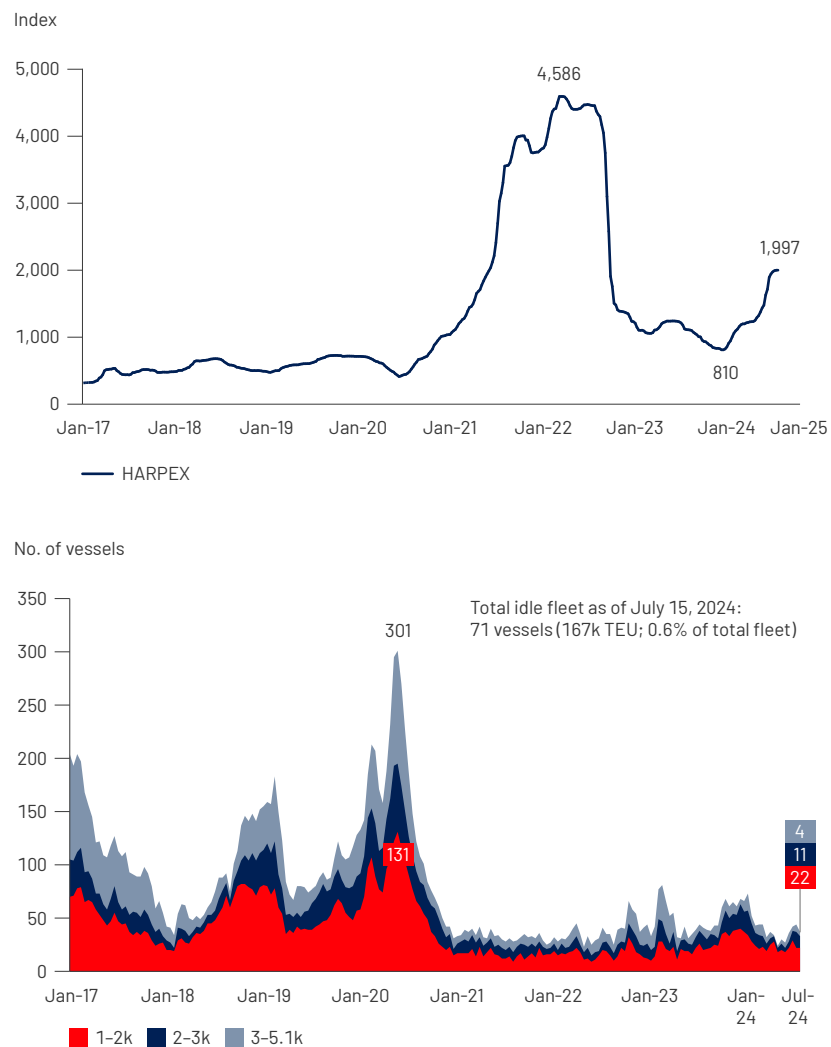 Index
5,000
4,000
3,000
2,000
1,000
0
4,586
1,997
810
Jan-17 Jan-18 Jan-19 Jan-20 Jan-21 Jan-22 Jan-23 Jan-24 Jan-25
HARPEX
No. of vessels
350
300
250
200
150
100
50
0
Total idle fleet as of July 15, 2024:
71 vessels (167k TEU; 0.6% of total fleet)
301
131
4
11
22
Jan-17 Jan-18 Jan-19 Jan-20 Jan-21 Jan-22 Jan-23 Jan- Jul-
24 24
1–2k 2–3k 3–5.1k